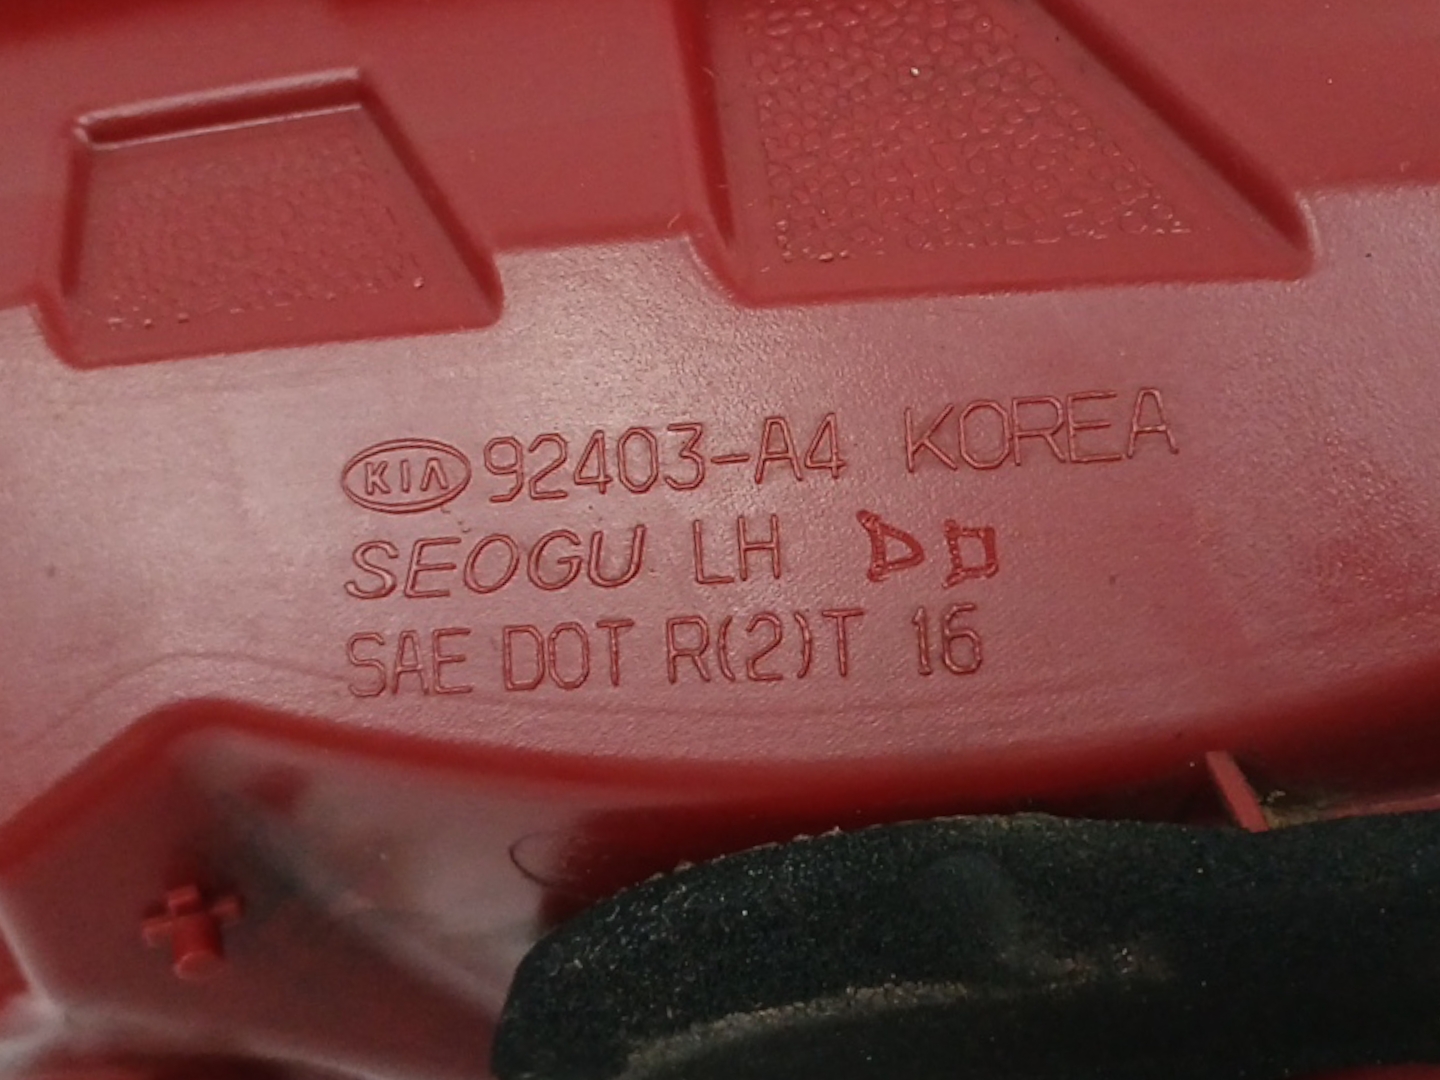 KIA 92403-A4 KOREA
SEOGU LH
SAE DOT R(2)T 16